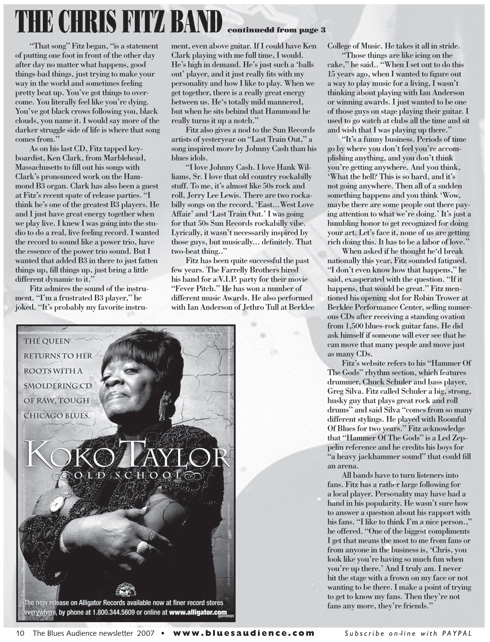 THE CHRIS FITZ BAND continuedd from page 3
"That song" Fitz began, "is a statement
of putting one foot in front of the other day
after day no matter what happens, good
things-bad things, just trying to make your
way in the world and sometimes feeling
pretty beat up. You've got things to over-
come. You literally feel like you're dying.
You've got black crows following you, black
clouds, you name it. I would say more of the
darker struggle side of life is where that song
comes from."
As on his last CD, Fitz tapped key-
boardist, Ken Clark, from Marblehead,
Massachusetts to fill out his songs with
Clark's pronounced work on the Ham-
mond B3 organ. Clark has also been a guest
at Fitz's recent spate of release parties. "I
think he's one of the greatest B3 players. He
and I just have great energy together when
we play live. I knew I was going into the stu-
dio to do a real, live feeling record. I wanted
the record to sound like a power trio, have
the essence of the power trio sound. But I
wanted that added B3 in there to just fatten
things up, fill things up, just bring a little
different dynamic to it."
Fitz admires the sound of the instru-
ment. "I'm a frustrated B3 player," he
joked. "It's probably my favorite instru-
ment, even above guitar. If I could have Ken
Clark playing with me full time, I would.
He's high in demand. He's just such a 'balls
out' player, and it just really fits with my
personality and how I like to play. When we
get together, there is a really great energy
between us. He's totally mild mannered,
but when he sits behind that Hammond he
really turns it up a notch."
Fitz also gives a nod to the Sun Records
artists of yesteryear on "Last Train Out," a
song inspired more by Johnny Cash than his
blues idols.
"I love Johnny Cash. I love Hank Wil-
liams, Sr. I love that old country rockabilly
stuff. To me, it's almost like 50s rock and
roll, Jerry Lee Lewis. There are two rocka-
billy songs on the record, 'East... West Love
Affair' and 'Last Train Out.' I was going
for that 50s Sun Records rockabilly vibe.
Lyrically, it wasn't necessarily inspired by
those guys, but musically... definitely. That
two-beat thing.."
Fitz has been quite successful the past
few years. The Farrelly Brothers hired
his band for a V.I.P. party for their movie
"Fever Pitch." He has won a number of
different music Awards. He also performed
with Ian Anderson of Jethro Tull at Berklee
College of Music. He takes it all in stride.
"Those things are like icing on the
cake," he said.. "When I set out to do this
15 years ago, when I wanted to figure out
a way to play music for a living, I wasn't
thinking about playing with Ian Anderson
or winning awards. I just wanted to be one
of those guys on stage playing their guitar. I
used to go watch at clubs all the time and sit
and wish that I was playing up there."
"It's a funny business. Periods of time
go by where you don't feel you're accom-
plishing anything, and you don't think
you're getting anywhere. And you think,
'What the hell? This is so hard, and it's
not going anywhere. Then all of a sudden
something happens and you think 'Wow,
maybe there are some people out there pay-
ing attention to what we're doing.' It's just a
humbling honor to get recognized for doing
your art. Let's face it, none of us are getting
rich doing this. It has to be a labor of love."
When asked if he thought he'd break
nationally this year, Fitz sounded fatigued.
"I don't even know how that happens," he
said, exasperated with the question. "If it
happens, that would be great." Fitz men-
tioned his opening slot for Robin Trower at
Berklee Performance Center, selling numer-
ous CDs after receiving a standing ovation
from 1,500 blues-rock guitar fans. He did
ask himself if someone will ever see that he
can move that many people and move just
as many CDs.
Fitz's website refers to his "Hammer Of
The Gods" rhythm section, which features
drummer, Chuck Schuler and bass player,
Greg Silva. Fitz called Schuler a big, strong,
husky guy that plays great rock and roll
drums" and said Silva "comes from so many
different stylings. He played with Roomful
Of Blues for two years." Fitz acknowledge
that "Hammer Of The Gods" is a Led Zep-
pelin reference and he credits his boys for
"a heavy jackhammer sound" that could fill
an arena.
All bands have to turn listeners into
fans. Fitz has a rather large following for
a local player. Personality may have had a
hand in his popularity. He wasn't sure how
to answer a question about his rapport with
his fans. "I like to think I'm a nice person..,"
he offered. "One of the biggest compliments
I get that means the most to me from fans or
from anyone in the business is, 'Chris, you
look like you're having so much fun when
you're up there.' And I truly am. I never
hit the stage with a frown on my face or not
wanting to be there. I make a point of trying
to get to know my fans. Then they're not
fans any more, they're friends."
THE QUEEN
RETURNS TO HER
ROOTS WITH A
SMOLDERING CD
OF RAW, TOUGH
CHICAGO BLUES.
KOKO TAYLOR
OLD SCHOOL
The new release on Alligator Records available now at finer record stores
everywhere, by phone at 1.800.344.5609 or online at www.alligator.com
10 The Blues Audience newsletter 2007 • www.bluesaudience.com • Subscribe on-line with PAYPAL